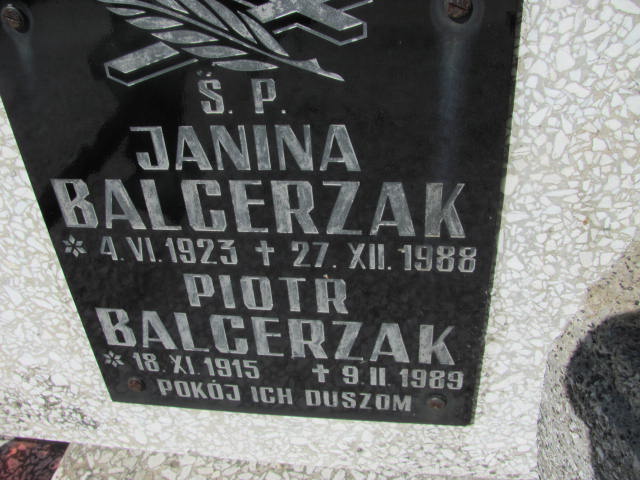 Ś. P.
JANINA
BALCERZAK
* 4. VI. 1923 † 27. XII. 1988
PIOTR
BALCERZAK
* 18. XI. 1915 † 9. II. 1989
POKÓJ ICH DUSZOM